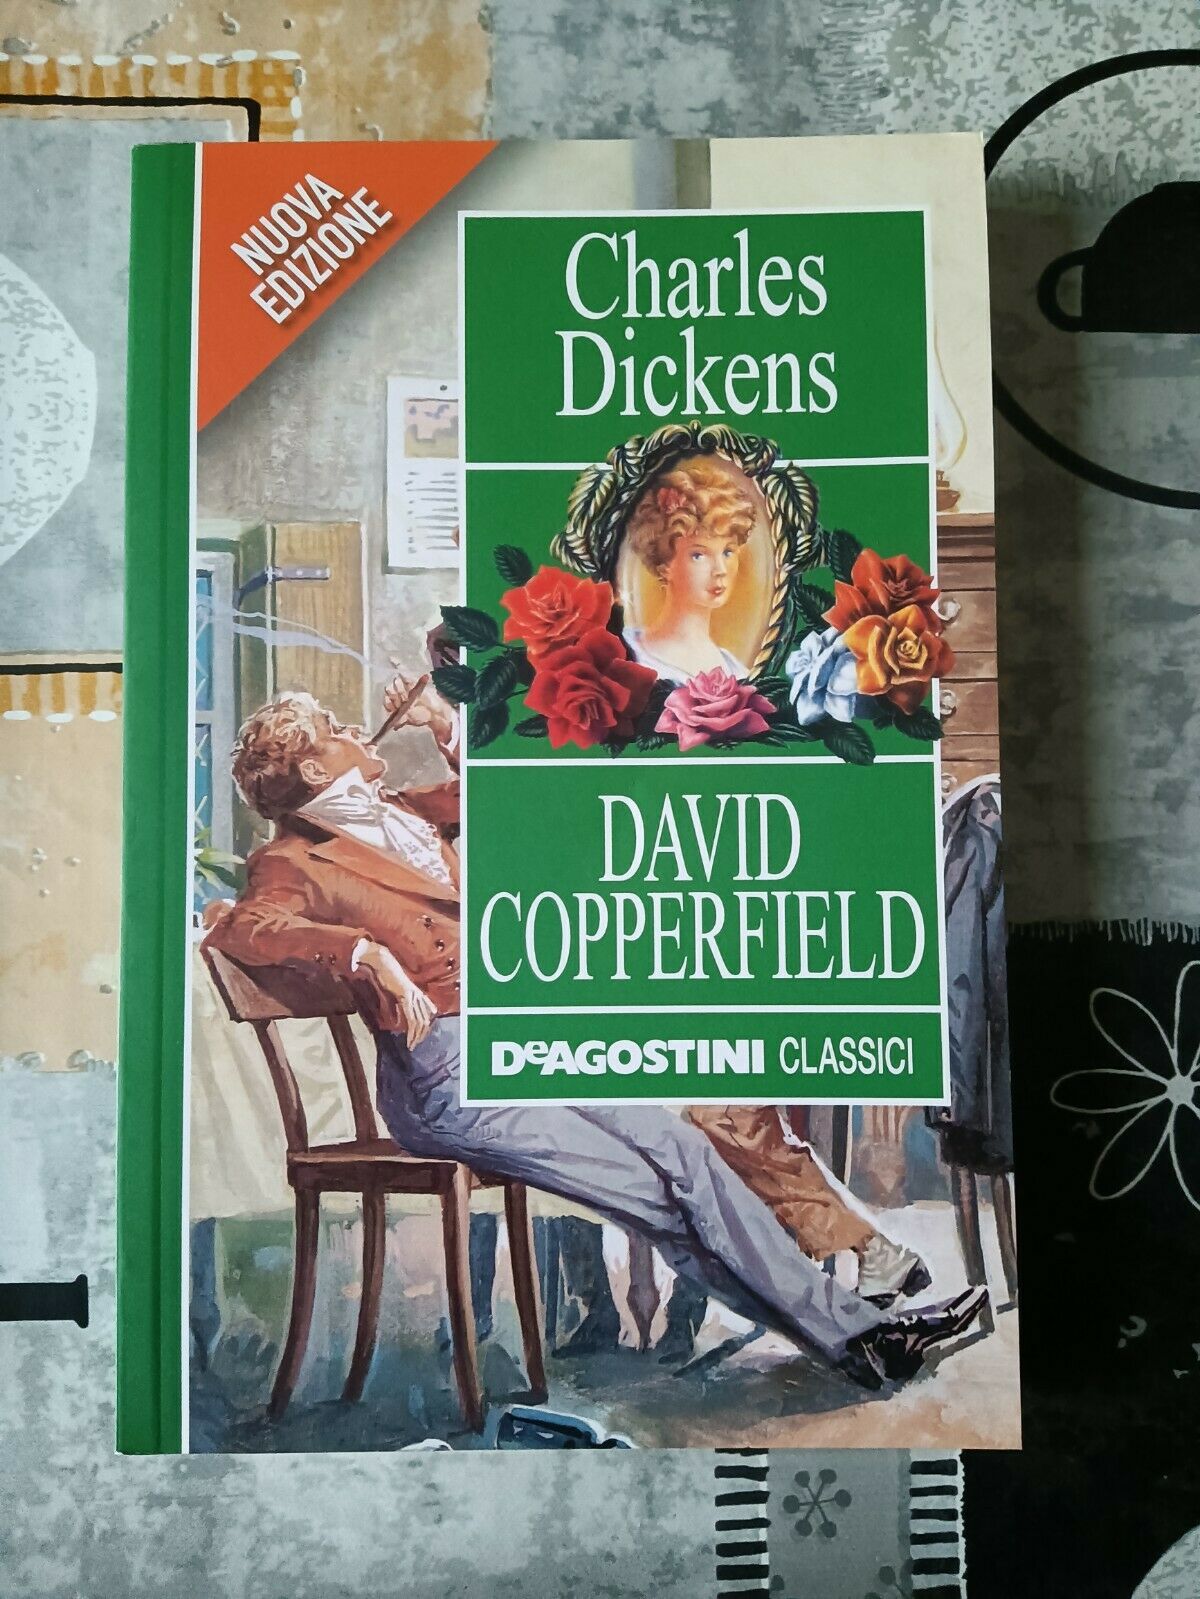 NUOVA
EDIZIONE
Charles
Dickens
DAVID
COPPERFIELD
DeAGOSTINI CLASSICI